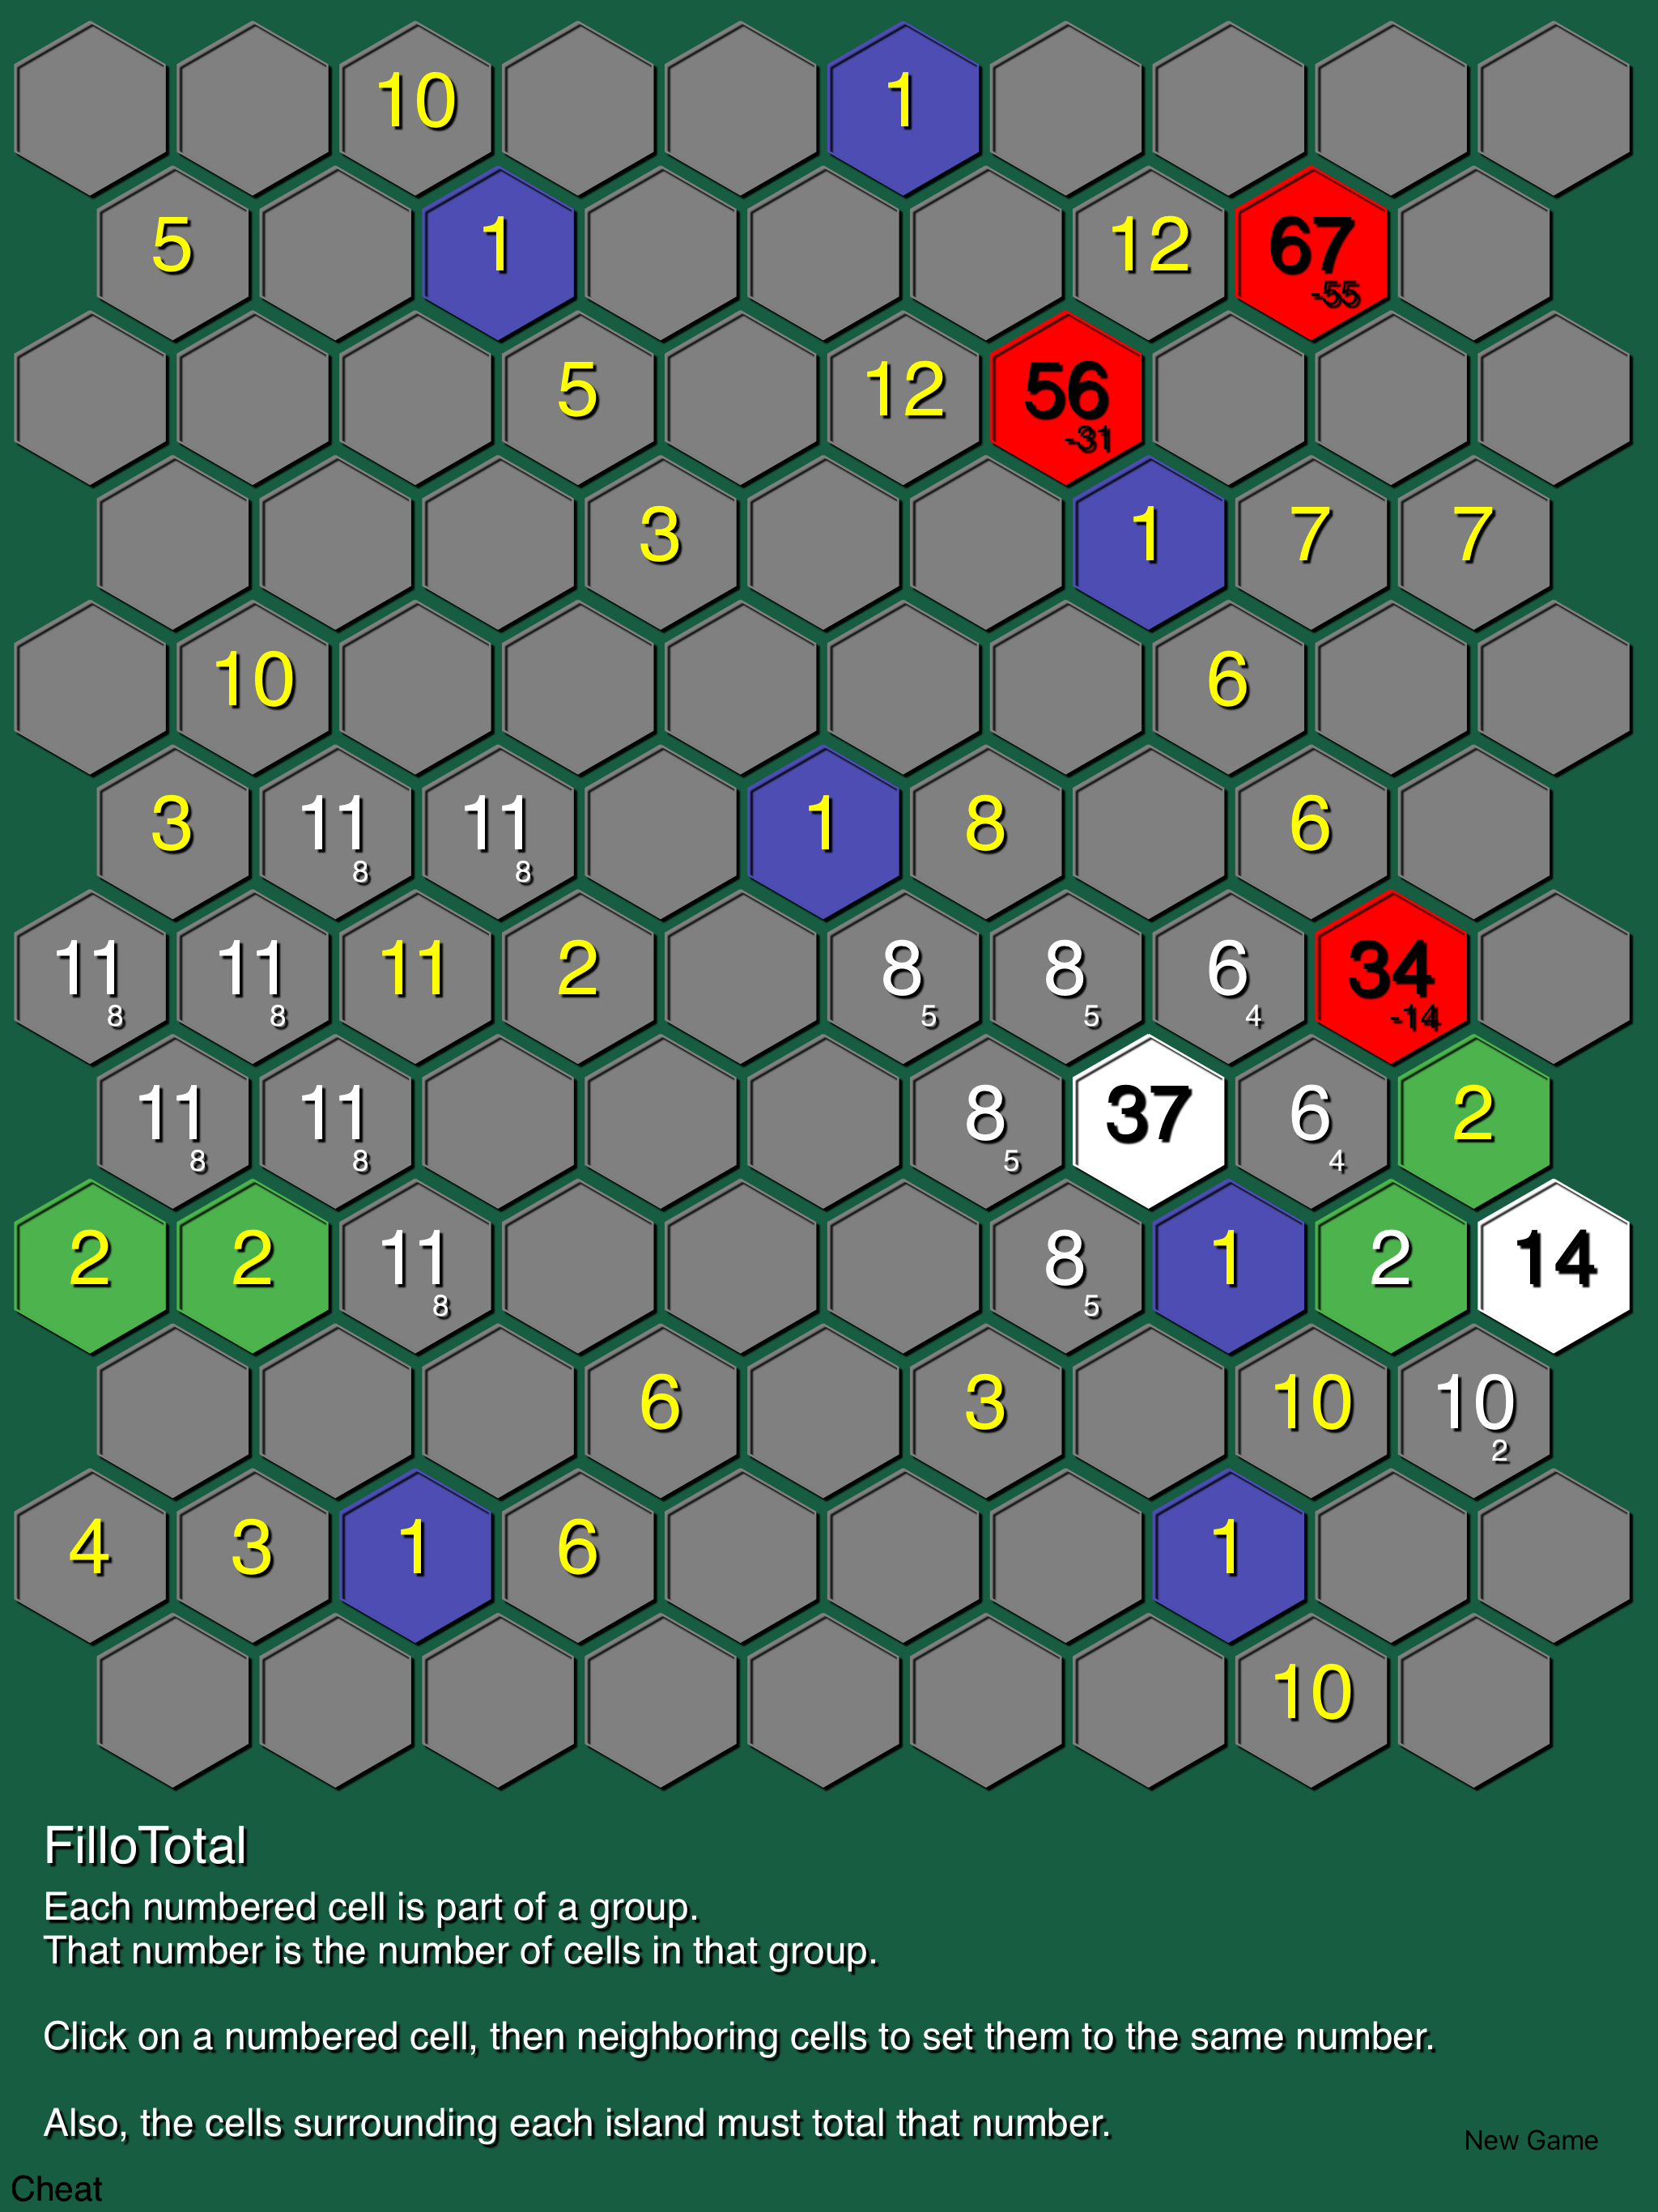 10 1
5 1 12 67 -55
5 12 56 -31
3 1 7 7
10 6
3 11 8 11 8 1 8 6
11 8 11 8 11 2 8 5 8 5 6 4 34 -14
11 8 11 8 8 5 37 6 4 2
2 2 11 8 8 5 1 2 14
6 3 10 10 2
4 3 1 6 1
10
FilloTotal
Each numbered cell is part of a group.
That number is the number of cells in that group.
Click on a numbered cell, then neighboring cells to set them to the same number.
Also, the cells surrounding each island must total that number.
New Game
Cheat